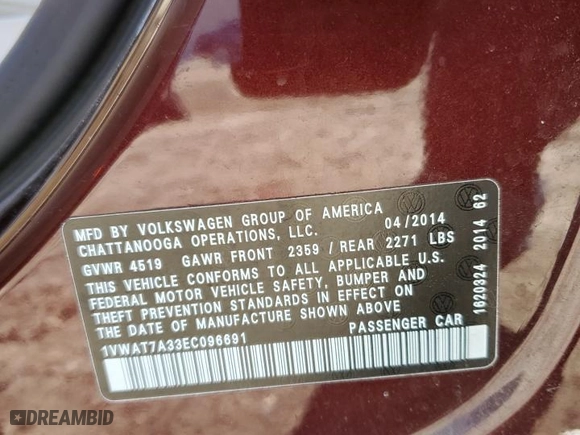 MFD BY VOLKSWAGEN GROUP OF AMERICA
CHATTANOOGA OPERATIONS, LLC. 04/2014
GVWR 4519 GAWR FRONT 2359 / REAR 2271 LBS
THIS VEHICLE CONFORMS TO ALL APPLICABLE U.S.
FEDERAL MOTOR VEHICLE SAFETY, BUMPER AND
THEFT PREVENTION STANDARDS IN EFFECT ON
THE DATE OF MANUFACTURE SHOWN ABOVE
1VWAT7A33EC096691 PASSENGER CAR
1620324 2014 02
DREAMBID